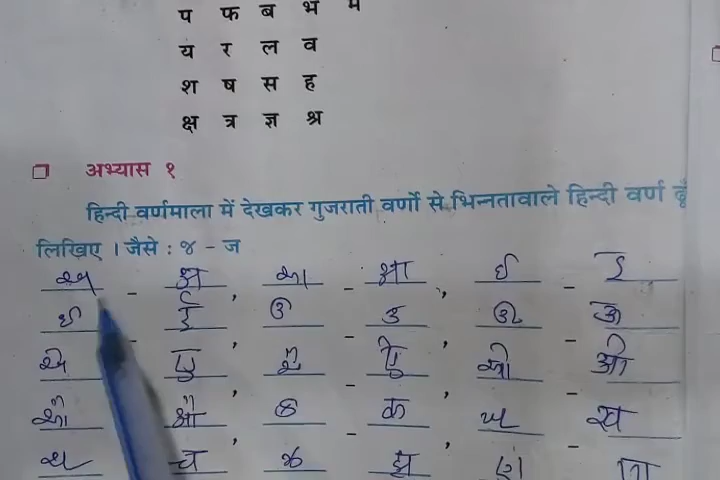 प फ ब भ म
य र ल व
श ष स ह
क्ष त्र ज्ञ श्र
अभ्यास १
हिन्दी वर्णमाला में देखकर गुजराती वर्णों से भिन्नतावाले हिन्दी वर्ण ढूँ
लिखिए । जैसे : જ - ज
અ - अ, આ - आ, ઇ - इ
ઈ - ई, ઉ - उ, ઊ - ऊ
એ - ए, ઐ - ऐ, ઓ - ओ
ઔ - औ, ક - क, ખ - ख
ચ - च, ઝ - झ, ણ - ण